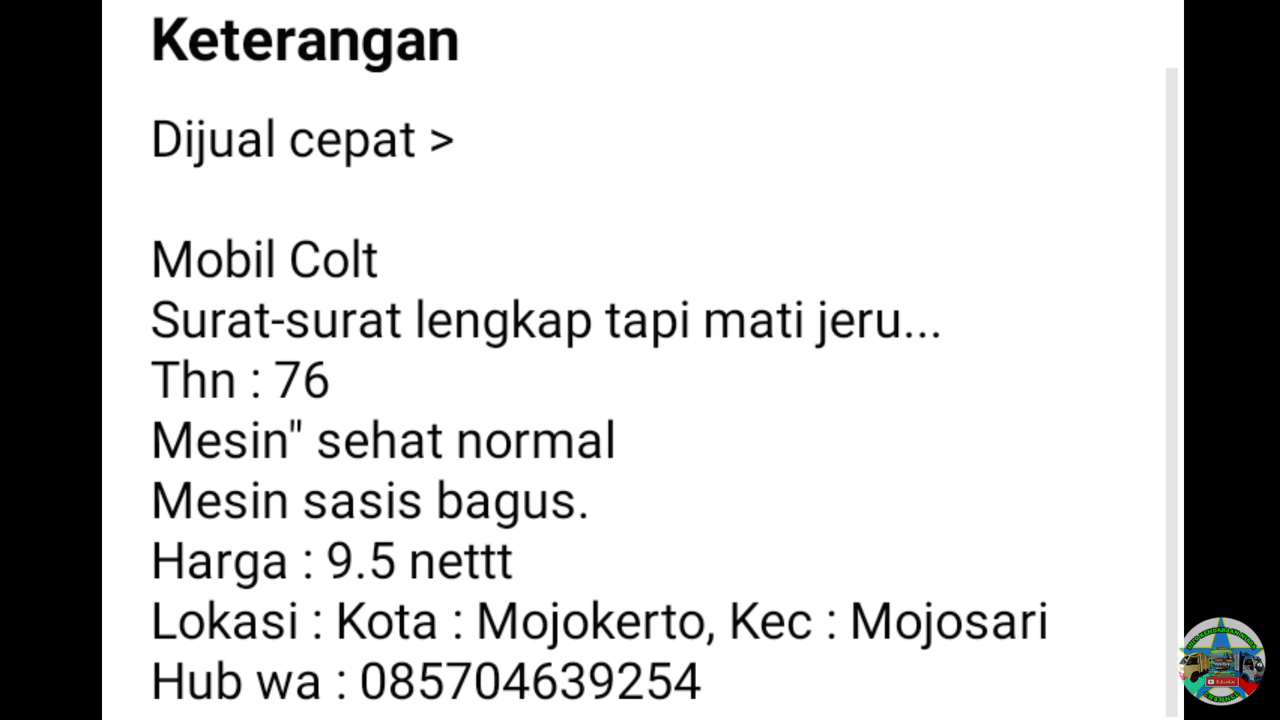 Keterangan
Dijual cepat >
Mobil Colt
Surat-surat lengkap tapi mati jeru...
Thn : 76
Mesin" sehat normal
Mesin sasis bagus.
Harga : 9.5 nettt
Lokasi : Kota : Mojokerto, Kec : Mojosari
Hub wa : 085704639254
CHANNEL